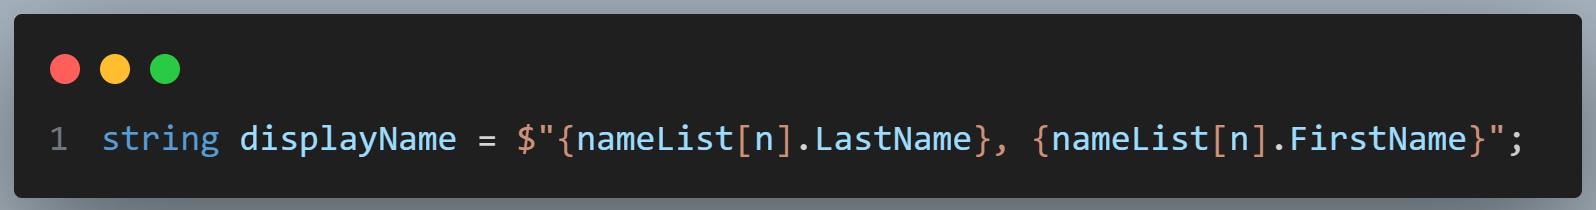 1 string displayName = $"{nameList[n].LastName}, {nameList[n].FirstName}";